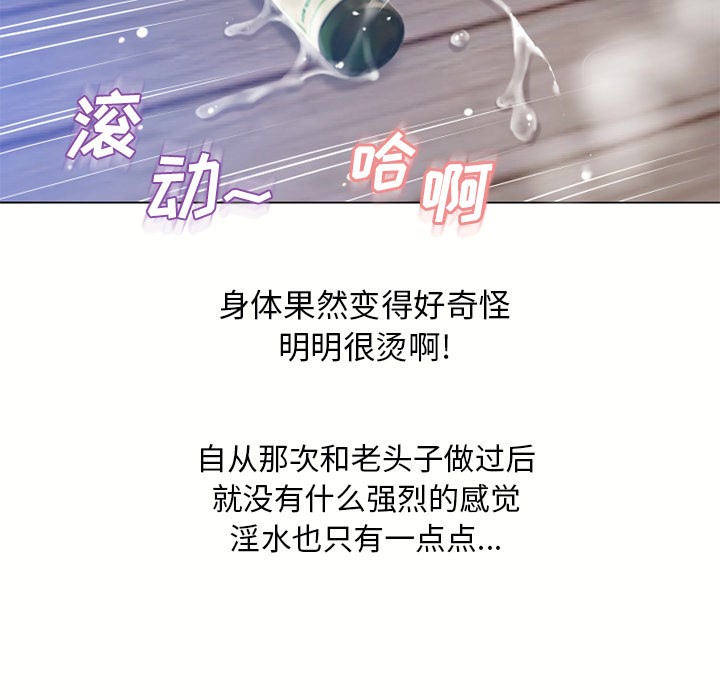 滚动~
哈啊
身体果然变得好奇怪
明明很烫啊!
自从那次和老头子做过后
就没有什么强烈的感觉
淫水也只有一点点...